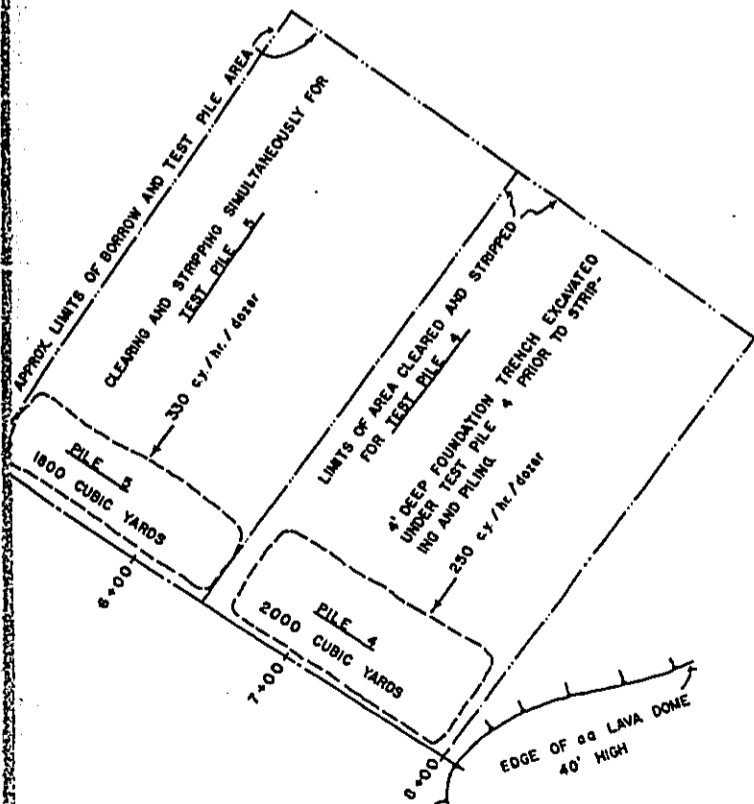 APPROX. LIMITS OF BORROW AND TEST PILE AREA
CLEARING AND STRIPPING SIMULTANEOUSLY FOR
TEST PILE 5
330 c.y./hr./dozer
PILE 5
1800 CUBIC YARDS
6+00
LIMITS OF AREA CLEARED AND STRIPPED
FOR TEST PILE 4
4' DEEP FOUNDATION TRENCH EXCAVATED
UNDER TEST PILE 4 PRIOR TO STRIP-
ING AND PILING.
250 c.y./hr./dozer
PILE 4
2000 CUBIC YARDS
7+00
8+00
EDGE OF aa LAVA DOME
40' HIGH